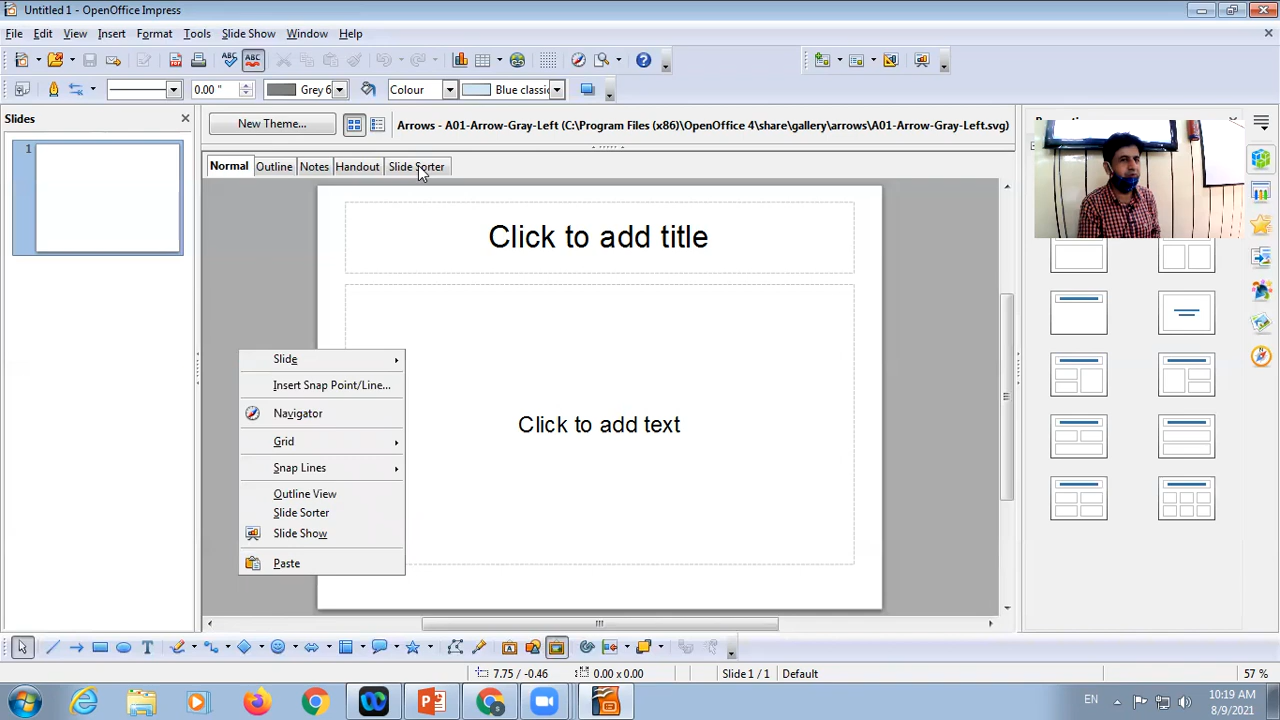 Untitled 1 - OpenOffice Impress
File Edit View Insert Format Tools Slide Show Window Help
ABC ABC
0.00 " Grey 6 Colour Blue classic
Slides
New Theme... Arrows - A01-Arrow-Gray-Left (C:\Program Files (x86)\OpenOffice 4\share\gallery\arrows\A01-Arrow-Gray-Left.svg)
Normal Outline Notes Handout Slide Sorter
1
Click to add title
Click to add text
Slide
Insert Snap Point/Line...
Navigator
Grid
Snap Lines
Outline View
Slide Sorter
Slide Show
Paste
7.75 / -0.46 0.00 x 0.00 Slide 1 / 1 Default 57 %
EN 10:19 AM
8/9/2021